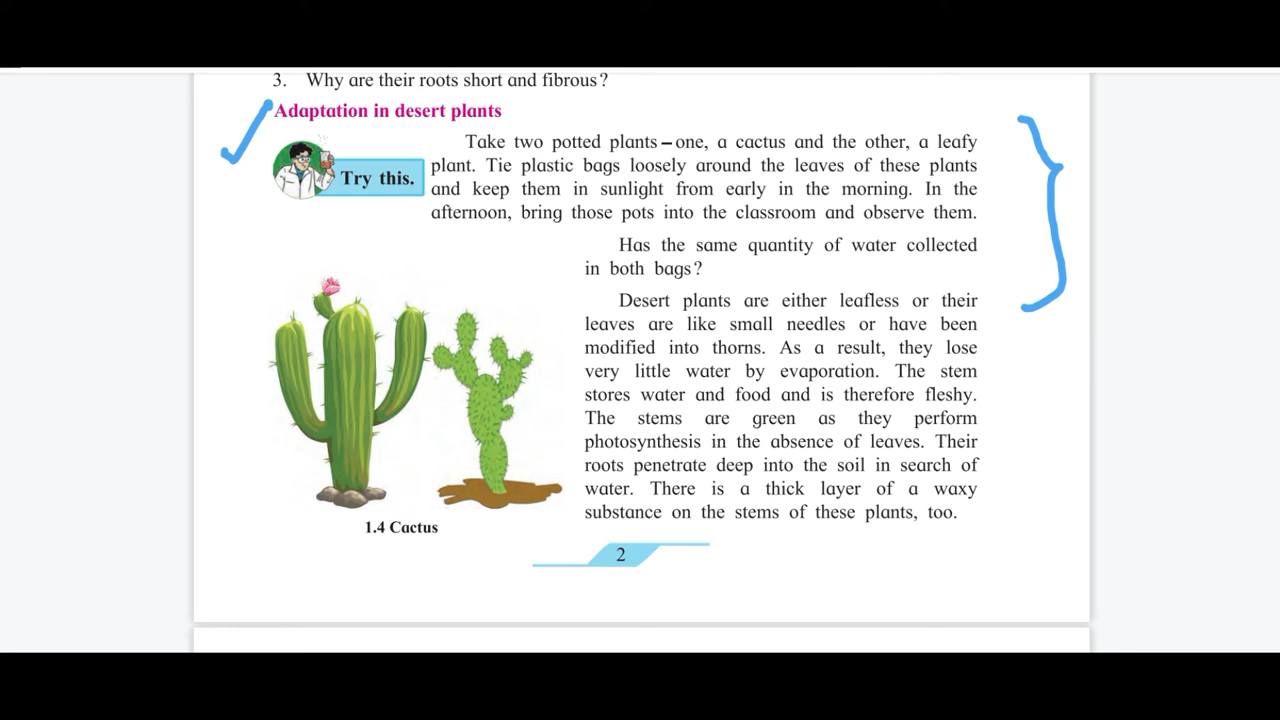 3. Why are their roots short and fibrous?
Adaptation in desert plants
Try this.
Take two potted plants – one, a cactus and the other, a leafy
plant. Tie plastic bags loosely around the leaves of these plants
and keep them in sunlight from early in the morning. In the
afternoon, bring those pots into the classroom and observe them.
Has the same quantity of water collected
in both bags?
Desert plants are either leafless or their
leaves are like small needles or have been
modified into thorns. As a result, they lose
very little water by evaporation. The stem
stores water and food and is therefore fleshy.
The stems are green as they perform
photosynthesis in the absence of leaves. Their
roots penetrate deep into the soil in search of
water. There is a thick layer of a waxy
substance on the stems of these plants, too.
1.4 Cactus
2